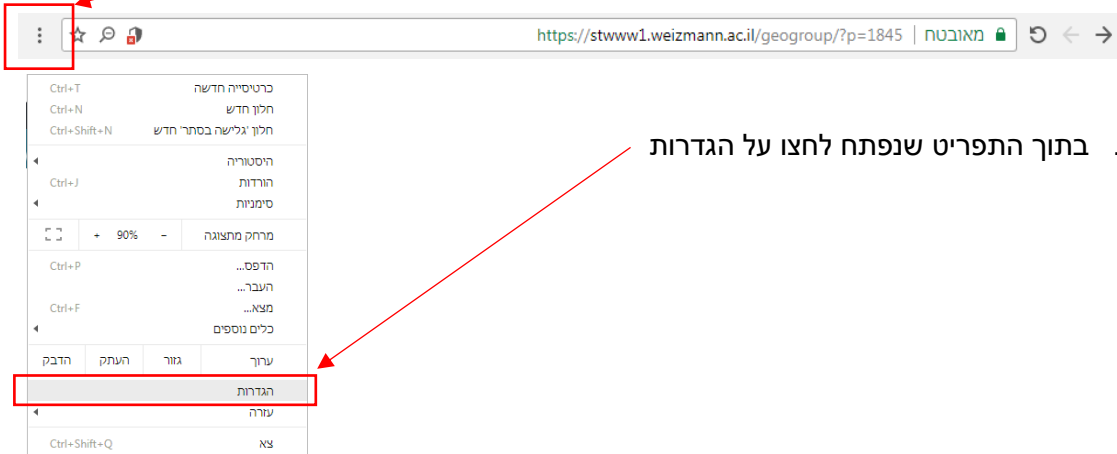 מאובטח | https://stwww1.weizmann.ac.il/geogroup/?p=1845
. בתוך התפריט שנפתח לחצו על הגדרות
כרטיסייה חדשה Ctrl+T
חלון חדש Ctrl+N
חלון 'גלישה בסתר' חדש Ctrl+Shift+N
היסטוריה
הורדות Ctrl+J
סימניות
מרחק מתצוגה - 90% +
הדפס... Ctrl+P
העבר...
מצא... Ctrl+F
כלים נוספים
ערוך גזור העתק הדבק
הגדרות
עזרה
צא Ctrl+Shift+Q